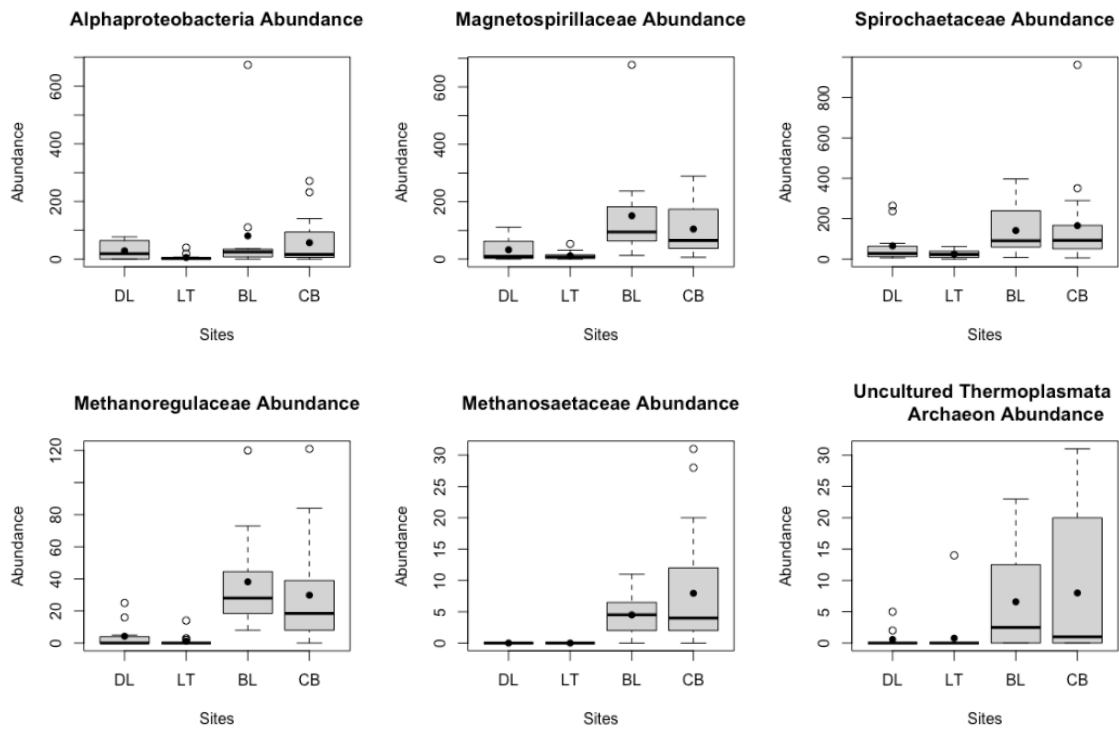 Alphaproteobacteria Abundance
Abundance
600
200
0
DL LT BL CB
Sites
Magnetospirillaceae Abundance
Abundance
600
400
200
0
DL LT BL CB
Sites
Spirochaetaceae Abundance
Abundance
800
600
400
200
0
DL LT BL CB
Sites
Methanoregulaceae Abundance
Abundance
120
80
60
40
20
0
DL LT BL CB
Sites
Methanosaetaceae Abundance
Abundance
30
25
20
15
10
5
0
DL LT BL CB
Sites
Uncultured Thermoplasmata
Archaeon Abundance
Abundance
30
25
20
15
10
5
0
DL LT BL CB
Sites